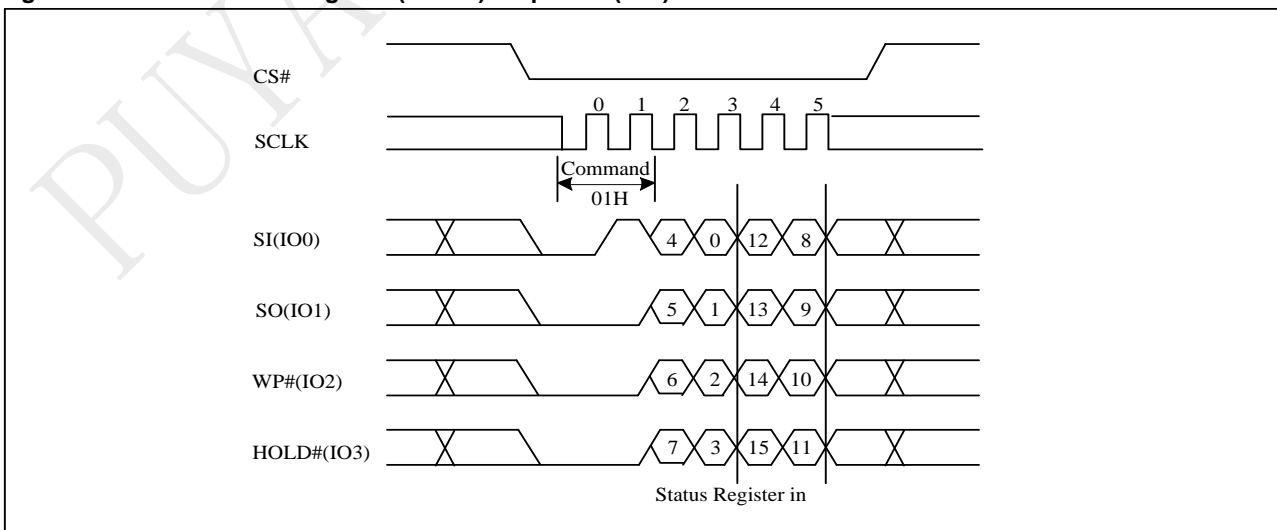 PUYA
CS#
0 1 2 3 4 5
SCLK
Command
01H
SI(IO0) 4 0 12 8
SO(IO1) 5 1 13 9
WP#(IO2) 6 2 14 10
HOLD#(IO3) 7 3 15 11
Status Register in